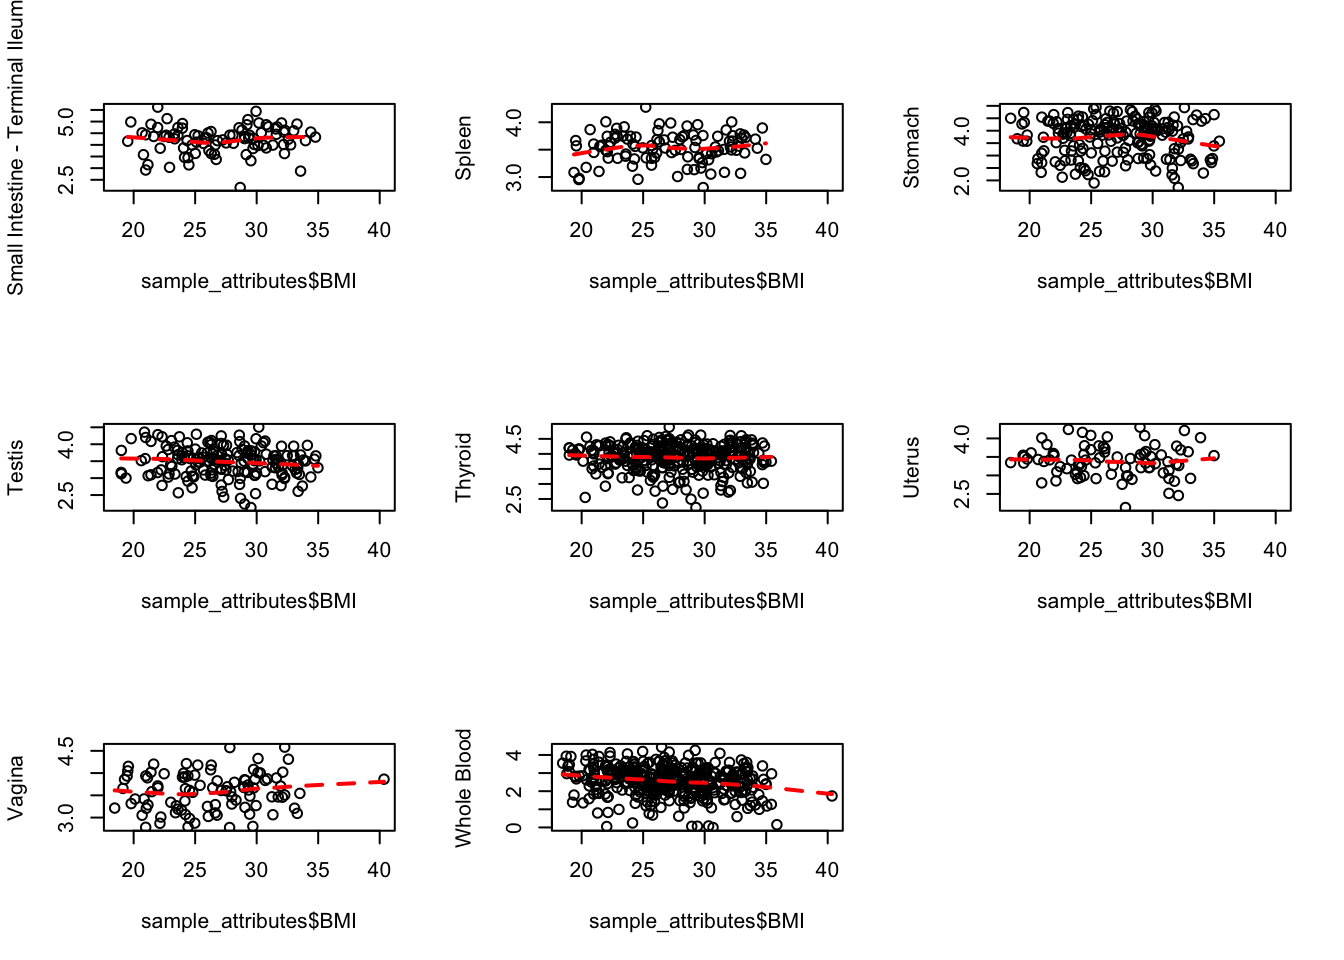 Small Intestine - Terminal Ileum
2.5 5.0
20 25 30 35 40
sample_attributes$BMI
Spleen
3.0 4.0
20 25 30 35 40
sample_attributes$BMI
Stomach
2.0 4.0
20 25 30 35 40
sample_attributes$BMI
Testis
2.5 4.0
20 25 30 35 40
sample_attributes$BMI
Thyroid
2.5 4.5
20 25 30 35 40
sample_attributes$BMI
Uterus
2.5 4.0
20 25 30 35 40
sample_attributes$BMI
Vagina
3.0 4.5
20 25 30 35 40
sample_attributes$BMI
Whole Blood
0 2 4
20 25 30 35 40
sample_attributes$BMI